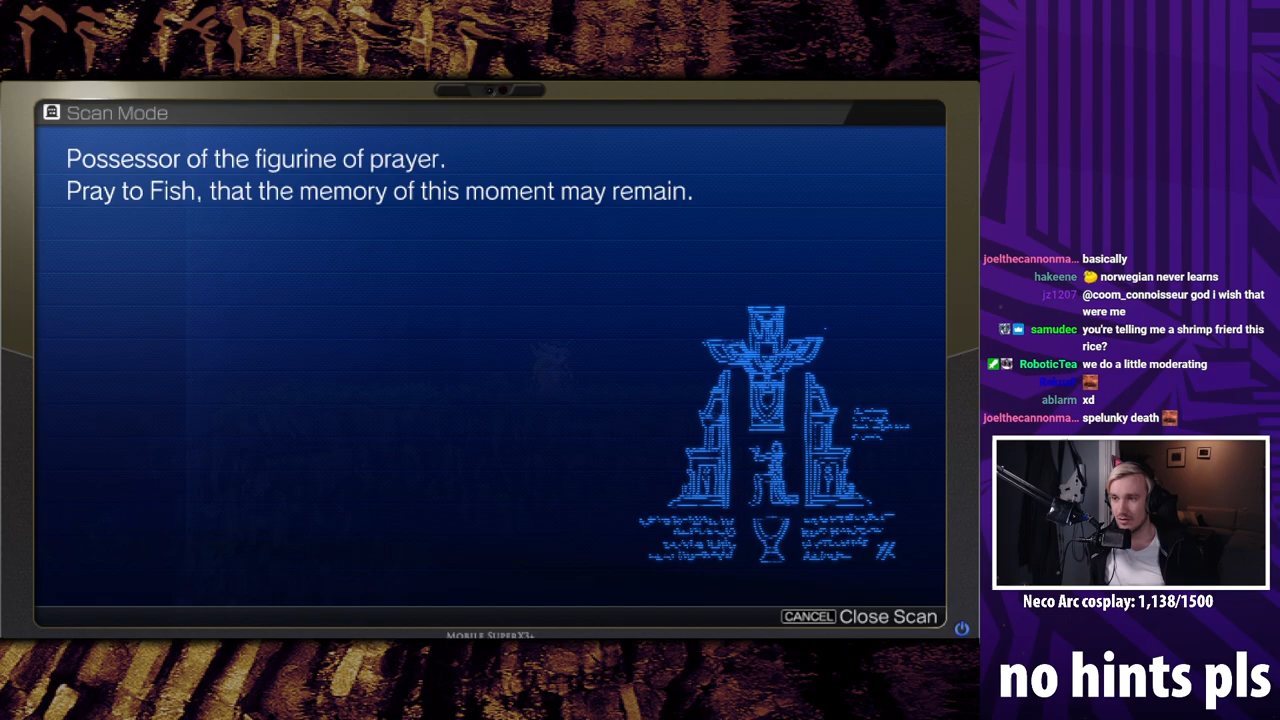 Scan Mode
Possessor of the figurine of prayer.
Pray to Fish, that the memory of this moment may remain.
CANCEL Close Scan
MOBILE SUPERX3+
joelthecannonma... basically
hakeene norwegian never learns
jz1207 @coom_connoisseur god i wish that
were me
samudec you're telling me a shrimp frierd this
rice?
RoboticTea we do a little moderating
ablarm xd
joelthecannonma... spelunky death
Neco Arc cosplay: 1,138/1500
no hints pls